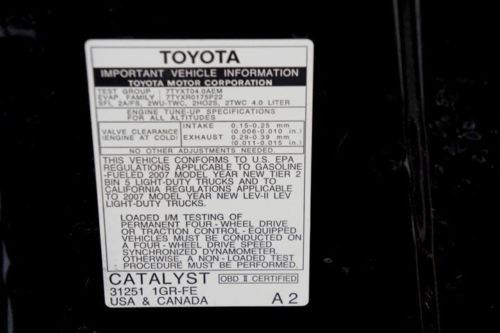 TOYOTA
IMPORTANT VEHICLE INFORMATION
TOYOTA MOTOR CORPORATION
TEST GROUP : 7TYXT04.0AEM
EVAP. FAMILY : 7TYXR0175P22
SFI, 2A/FS, 2WU-TWC, 2HO2S, 2TWC 4.0 LITER
ENGINE TUNE-UP SPECIFICATIONS
FOR ALL ALTITUDES
VALVE CLEARANCE (ENGINE AT COLD)
INTAKE 0.15-0.25 mm
(0.006-0.010 in.)
EXHAUST 0.29-0.39 mm
(0.011-0.015 in.)
NO OTHER ADJUSTMENTS NEEDED.
THIS VEHICLE CONFORMS TO U.S. EPA
REGULATIONS APPLICABLE TO GASOLINE
-FUELED 2007 MODEL YEAR NEW TIER 2
BIN 5 LIGHT-DUTY TRUCKS AND TO
CALIFORNIA REGULATIONS APPLICABLE
TO 2007 MODEL YEAR NEW LEV-II LEV
LIGHT-DUTY TRUCKS.
LOADED I/M TESTING OF
PERMANENT FOUR-WHEEL DRIVE
OR TRACTION CONTROL-EQUIPPED
VEHICLES MUST BE CONDUCTED ON
A FOUR-WHEEL DRIVE SPEED
SYNCHRONIZED DYNAMOMETER.
OTHERWISE, A NON-LOADED TEST
PROCEDURE MUST BE PERFORMED.
CATALYST OBD II CERTIFIED
31251 1GR-FE
USA & CANADA A2